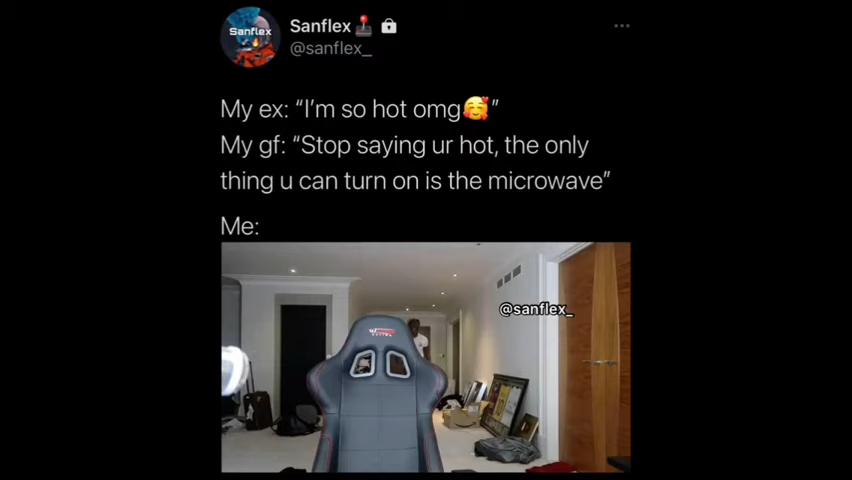 Sanflex
Sanflex🕹️🔒
@sanflex_
My ex: “I’m so hot omg🥰”
My gf: “Stop saying ur hot, the only
thing u can turn on is the microwave”
Me:
@sanflex_